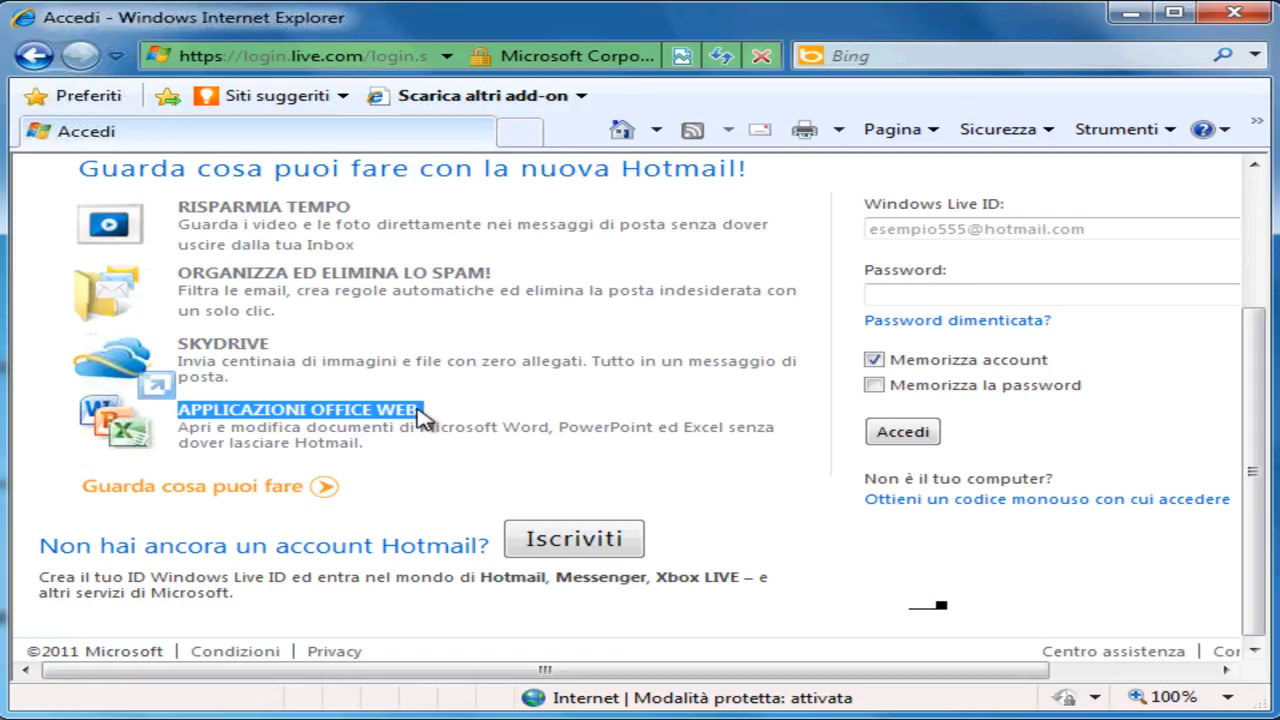 Accedi - Windows Internet Explorer
https://login.live.com/login.s
Microsoft Corpo...
Bing
Preferiti
Siti suggeriti
Scarica altri add-on
Accedi
Pagina
Sicurezza
Strumenti
Guarda cosa puoi fare con la nuova Hotmail!
RISPARMIA TEMPO
Guarda i video e le foto direttamente nei messaggi di posta senza dover
uscire dalla tua Inbox
ORGANIZZA ED ELIMINA LO SPAM!
Filtra le email, crea regole automatiche ed elimina la posta indesiderata con
un solo clic.
SKYDRIVE
Invia centinaia di immagini e file con zero allegati. Tutto in un messaggio di
posta.
APPLICAZIONI OFFICE WEB
Apri e modifica documenti di Microsoft Word, PowerPoint ed Excel senza
dover lasciare Hotmail.
Guarda cosa puoi fare
Non hai ancora un account Hotmail?
Iscriviti
Crea il tuo ID Windows Live ID ed entra nel mondo di Hotmail, Messenger, Xbox LIVE – e
altri servizi di Microsoft.
Windows Live ID:
esempio555@hotmail.com
Password:
Password dimenticata?
Memorizza account
Memorizza la password
Accedi
Non è il tuo computer?
Ottieni un codice monouso con cui accedere
©2011 Microsoft | Condizioni | Privacy
Centro assistenza | Cor
Internet | Modalità protetta: attivata
100%